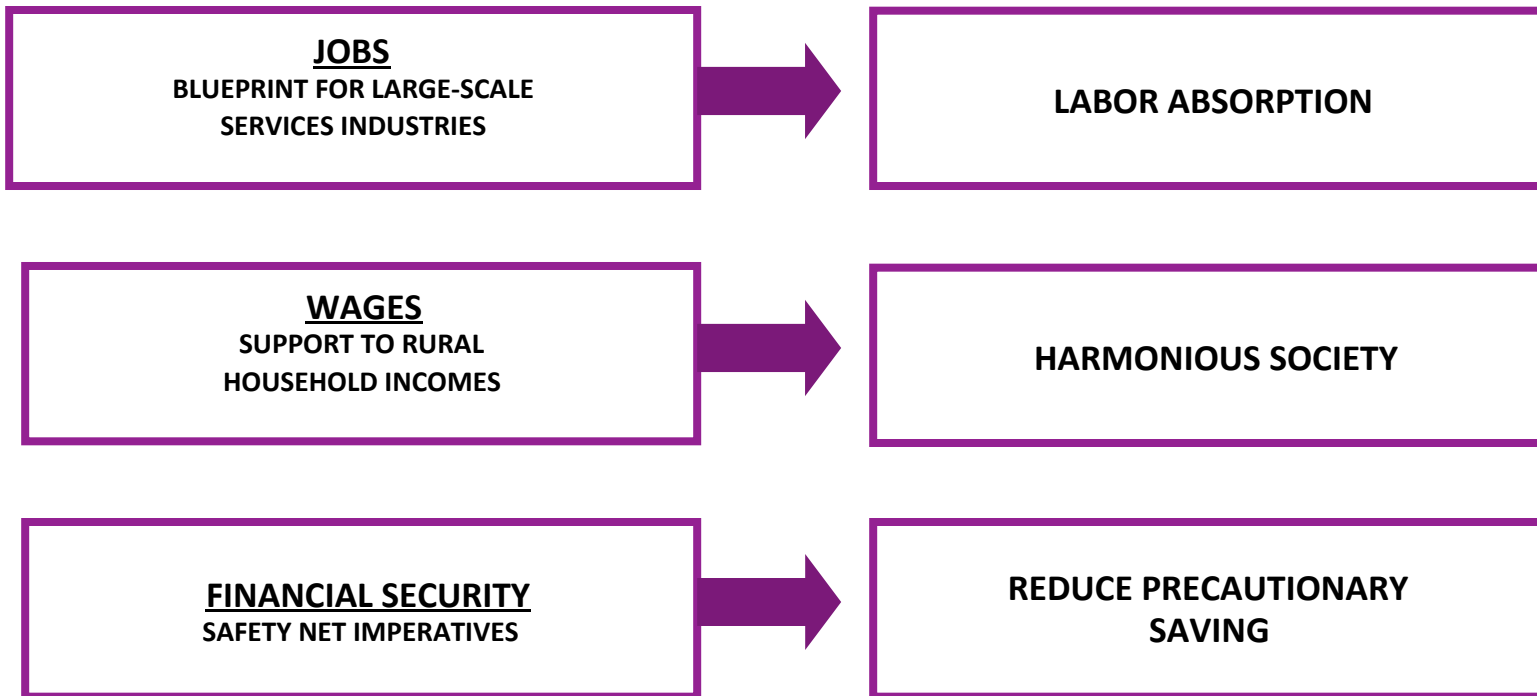 JOBS
BLUEPRINT FOR LARGE-SCALE
SERVICES INDUSTRIES
LABOR ABSORPTION
WAGES
SUPPORT TO RURAL
HOUSEHOLD INCOMES
HARMONIOUS SOCIETY
FINANCIAL SECURITY
SAFETY NET IMPERATIVES
REDUCE PRECAUTIONARY
SAVING